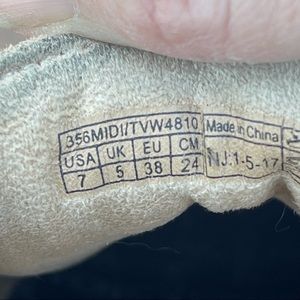 356MIDI/TVW4810
USA UK EU CM
7 5 38 24
Made in China
NJ:1-5-17